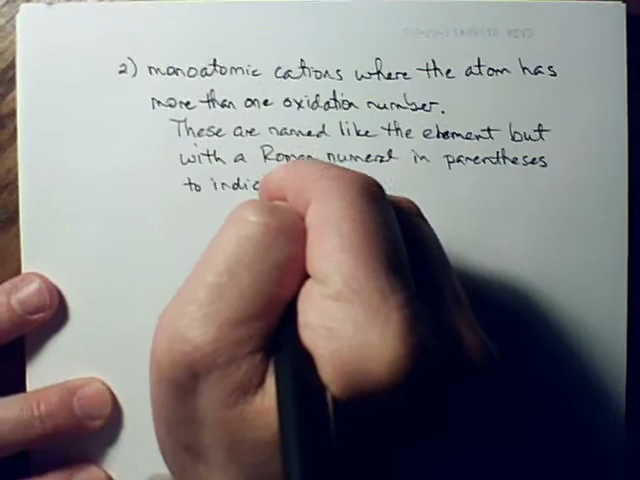 2) monoatomic cations where the atom has
more than one oxidation number.
These are named like the element but
with a Roman numeral in parentheses
to indic